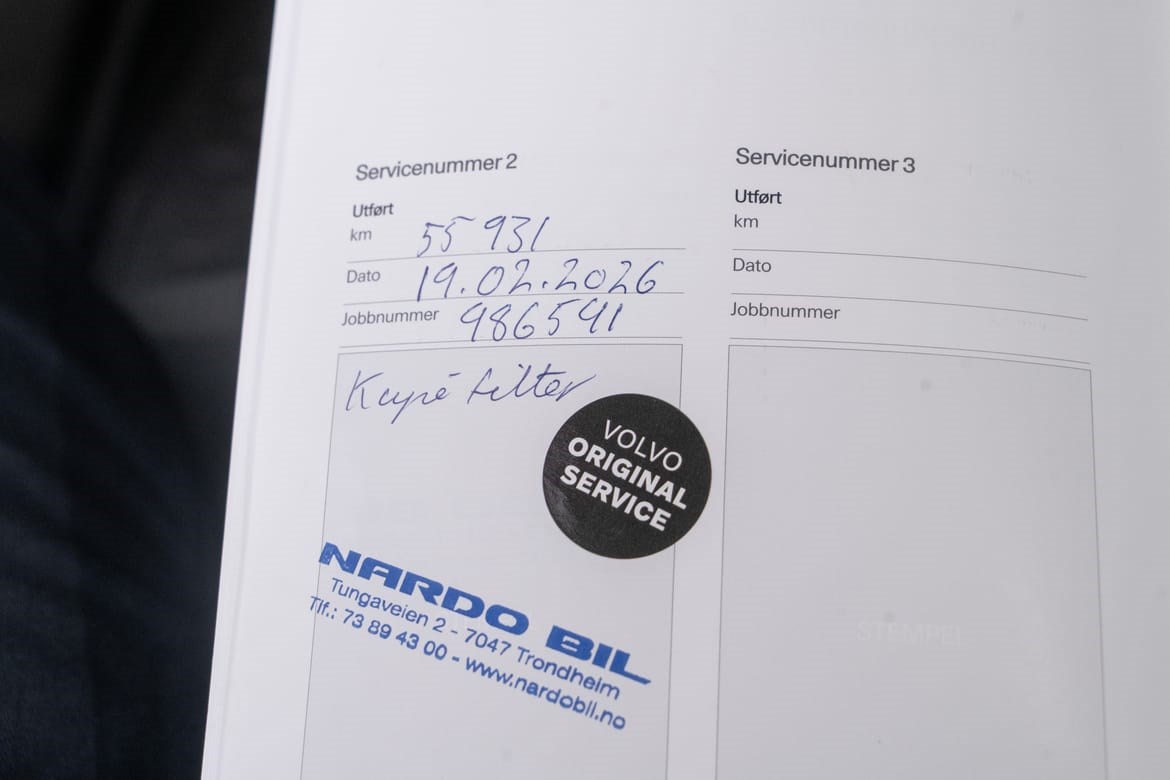 Servicenummer 2
Utført
km 55 931
Dato 19.02.2026
Jobbnummer 986591
Kupé filter
VOLVO
ORIGINAL
SERVICE
NARDO BIL
Tungaveien 2 - 7047 Trondheim
Tlf.: 73 89 43 00 - www.nardobil.no
Servicenummer 3
Utført
km
Dato
Jobbnummer
STEMPEL